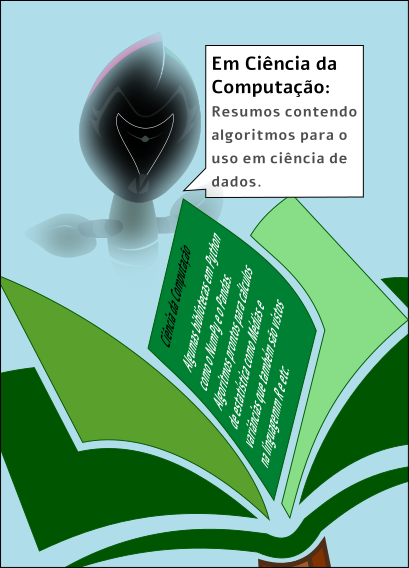 Em Ciência da
Computação:
Resumos contendo
algoritmos para o
uso em ciência de
dados.
Ciência da Computação
Algumas bibliotecas em Python
como o NumPy e o Pandas.
Algoritmos prontos para cálculos
de estatística como Médias e
variâncias que também são vistos
na linguagemm R e etc.